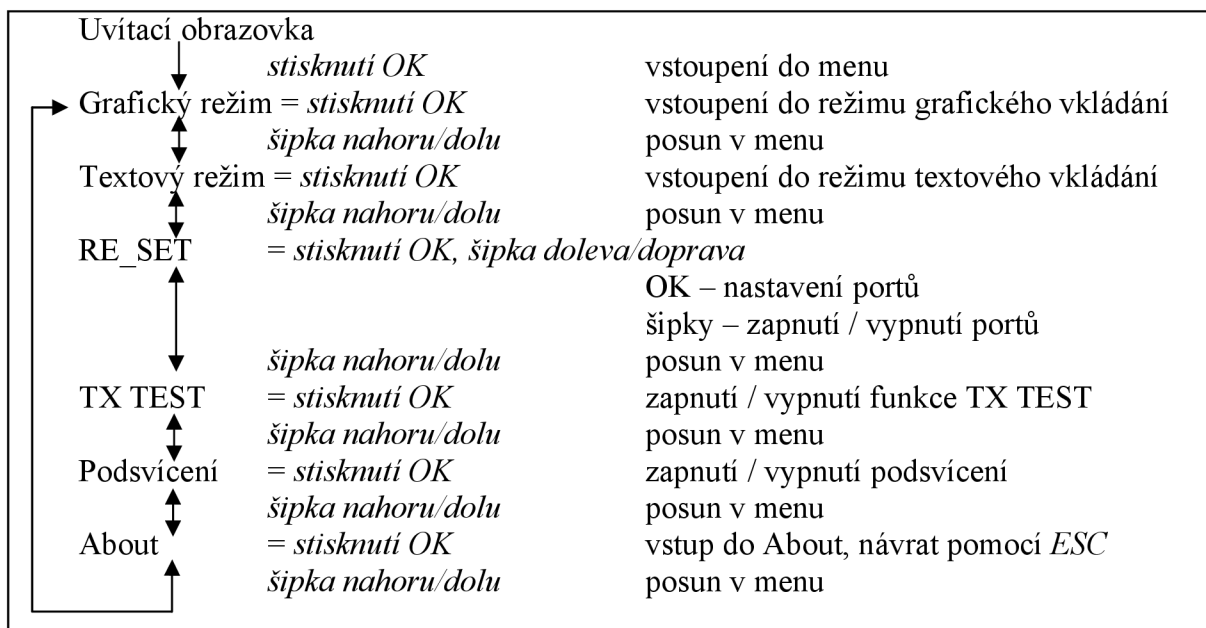 Uvítací obrazovka
stisknutí OK vstoupení do menu
Grafický režim = stisknutí OK vstoupení do režimu grafického vkládání
šipka nahoru/dolu posun v menu
Textový režim = stisknutí OK vstoupení do režimu textového vkládání
šipka nahoru/dolu posun v menu
RE_SET = stisknutí OK, šipka doleva/doprava
OK – nastavení portů
šipky – zapnutí / vypnutí portů
šipka nahoru/dolu posun v menu
TX TEST = stisknutí OK zapnutí / vypnutí funkce TX TEST
šipka nahoru/dolu posun v menu
Podsvícení = stisknutí OK zapnutí / vypnutí podsvícení
šipka nahoru/dolu posun v menu
About = stisknutí OK vstup do About, návrat pomocí ESC
šipka nahoru/dolu posun v menu